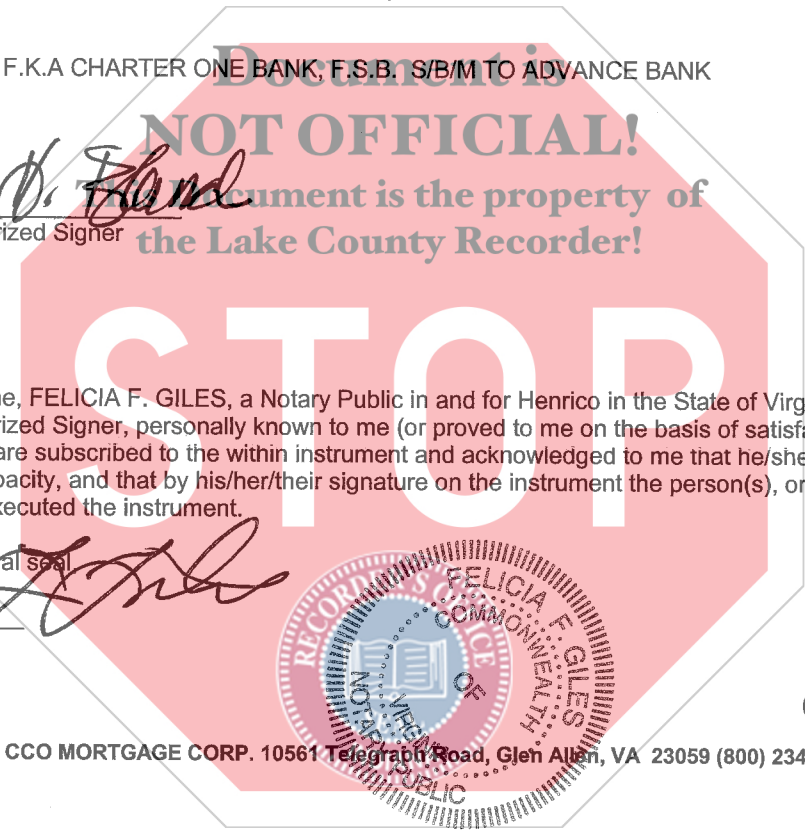 Document is
F.K.A CHARTER ONE BANK, F.S.B. S/B/M TO ADVANCE BANK
NOT OFFICIAL!
This Document is the property of
rized Signer
the Lake County Recorder!
STOP
e, FELICIA F. GILES, a Notary Public in and for Henrico in the State of Virg
rized Signer, personally known to me (or proved to me on the basis of satisfa
are subscribed to the within instrument and acknowledged to me that he/she
pacity, and that by his/her/their signature on the instrument the person(s), or
xecuted the instrument.
al seal
RECORDER'S OFFICE
FELICIA F. GILES
COMMONWEALTH
OF
VIRGINIA
NOTARY PUBLIC
CCO MORTGAGE CORP. 10561 Telegraph Road, Glen Allen, VA 23059 (800) 234